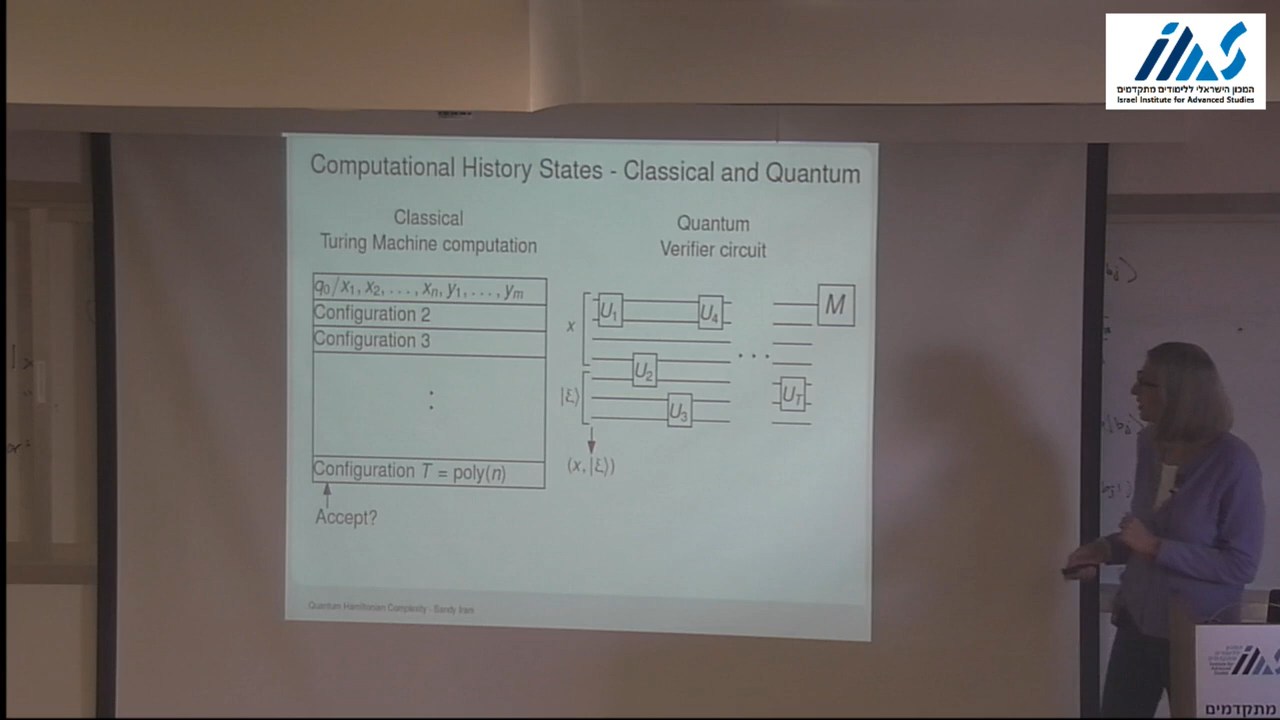 המכון הישראלי ללימודים מתקדמים
Israel Institute for Advanced Studies
Computational History States - Classical and Quantum
Classical
Turing Machine computation
q₀/x₁, x₂, . . . , xₙ, y₁, . . . , yₘ
Configuration 2
Configuration 3
⋮
Configuration T = poly(n)
Accept?
Quantum
Verifier circuit
x
|ξ⟩
U₁
U₄
M
U₂
. . .
U₃
U_T
(x, |ξ⟩)
Quantum Hamiltonian Complexity - Sandy Irani
מתקדמים